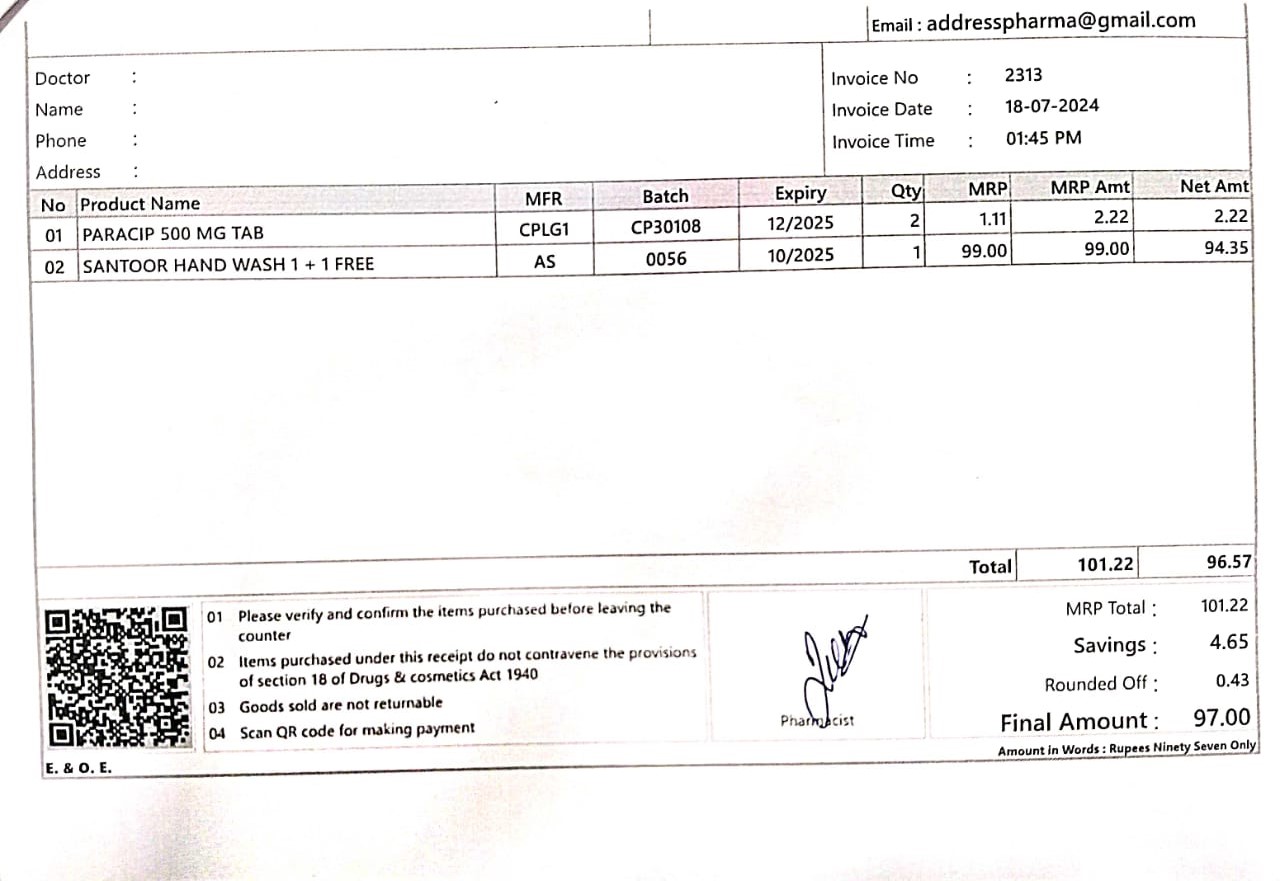 Email : addresspharma@gmail.com
Doctor :
Name :
Phone :
Address :
Invoice No : 2313
Invoice Date : 18-07-2024
Invoice Time : 01:45 PM
No Product Name MFR Batch Expiry Qty MRP MRP Amt Net Amt
01 PARACIP 500 MG TAB CPLG1 CP30108 12/2025 2 1.11 2.22 2.22
02 SANTOOR HAND WASH 1 + 1 FREE AS 0056 10/2025 1 99.00 99.00 94.35
Total 101.22 96.57
01 Please verify and confirm the items purchased before leaving the
counter
02 Items purchased under this receipt do not contravene the provisions
of section 18 of Drugs & cosmetics Act 1940
03 Goods sold are not returnable
04 Scan QR code for making payment
E. & O. E.
Pharmacist
MRP Total : 101.22
Savings : 4.65
Rounded Off : 0.43
Final Amount : 97.00
Amount in Words : Rupees Ninety Seven Only